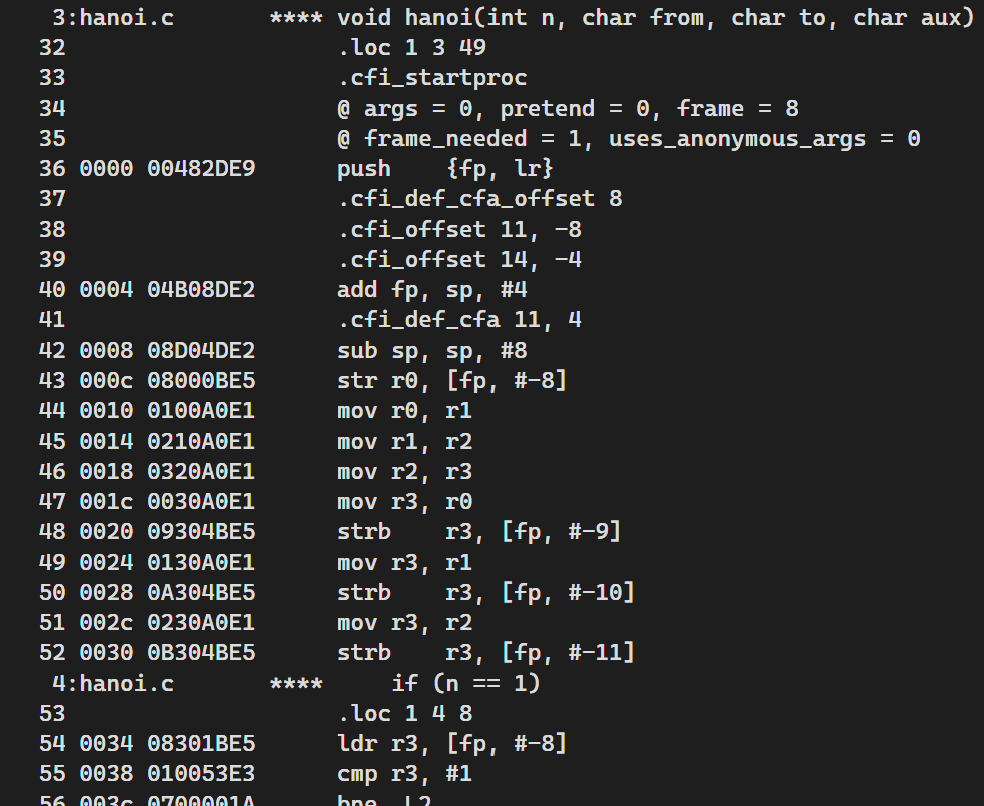 3:hanoi.c       **** void hanoi(int n, char from, char to, char aux)
32                    .loc 1 3 49
33                    .cfi_startproc
34                    @ args = 0, pretend = 0, frame = 8
35                    @ frame_needed = 1, uses_anonymous_args = 0
36 0000 00482DE9      push    {fp, lr}
37                    .cfi_def_cfa_offset 8
38                    .cfi_offset 11, -8
39                    .cfi_offset 14, -4
40 0004 04B08DE2      add fp, sp, #4
41                    .cfi_def_cfa 11, 4
42 0008 08D04DE2      sub sp, sp, #8
43 000c 08000BE5      str r0, [fp, #-8]
44 0010 0100A0E1      mov r0, r1
45 0014 0210A0E1      mov r1, r2
46 0018 0320A0E1      mov r2, r3
47 001c 0030A0E1      mov r3, r0
48 0020 09304BE5      strb    r3, [fp, #-9]
49 0024 0130A0E1      mov r3, r1
50 0028 0A304BE5      strb    r3, [fp, #-10]
51 002c 0230A0E1      mov r3, r2
52 0030 0B304BE5      strb    r3, [fp, #-11]
4:hanoi.c       ****     if (n == 1)
53                    .loc 1 4 8
54 0034 08301BE5      ldr r3, [fp, #-8]
55 0038 010053E3      cmp r3, #1
56 003c 0700001A      bne .L2